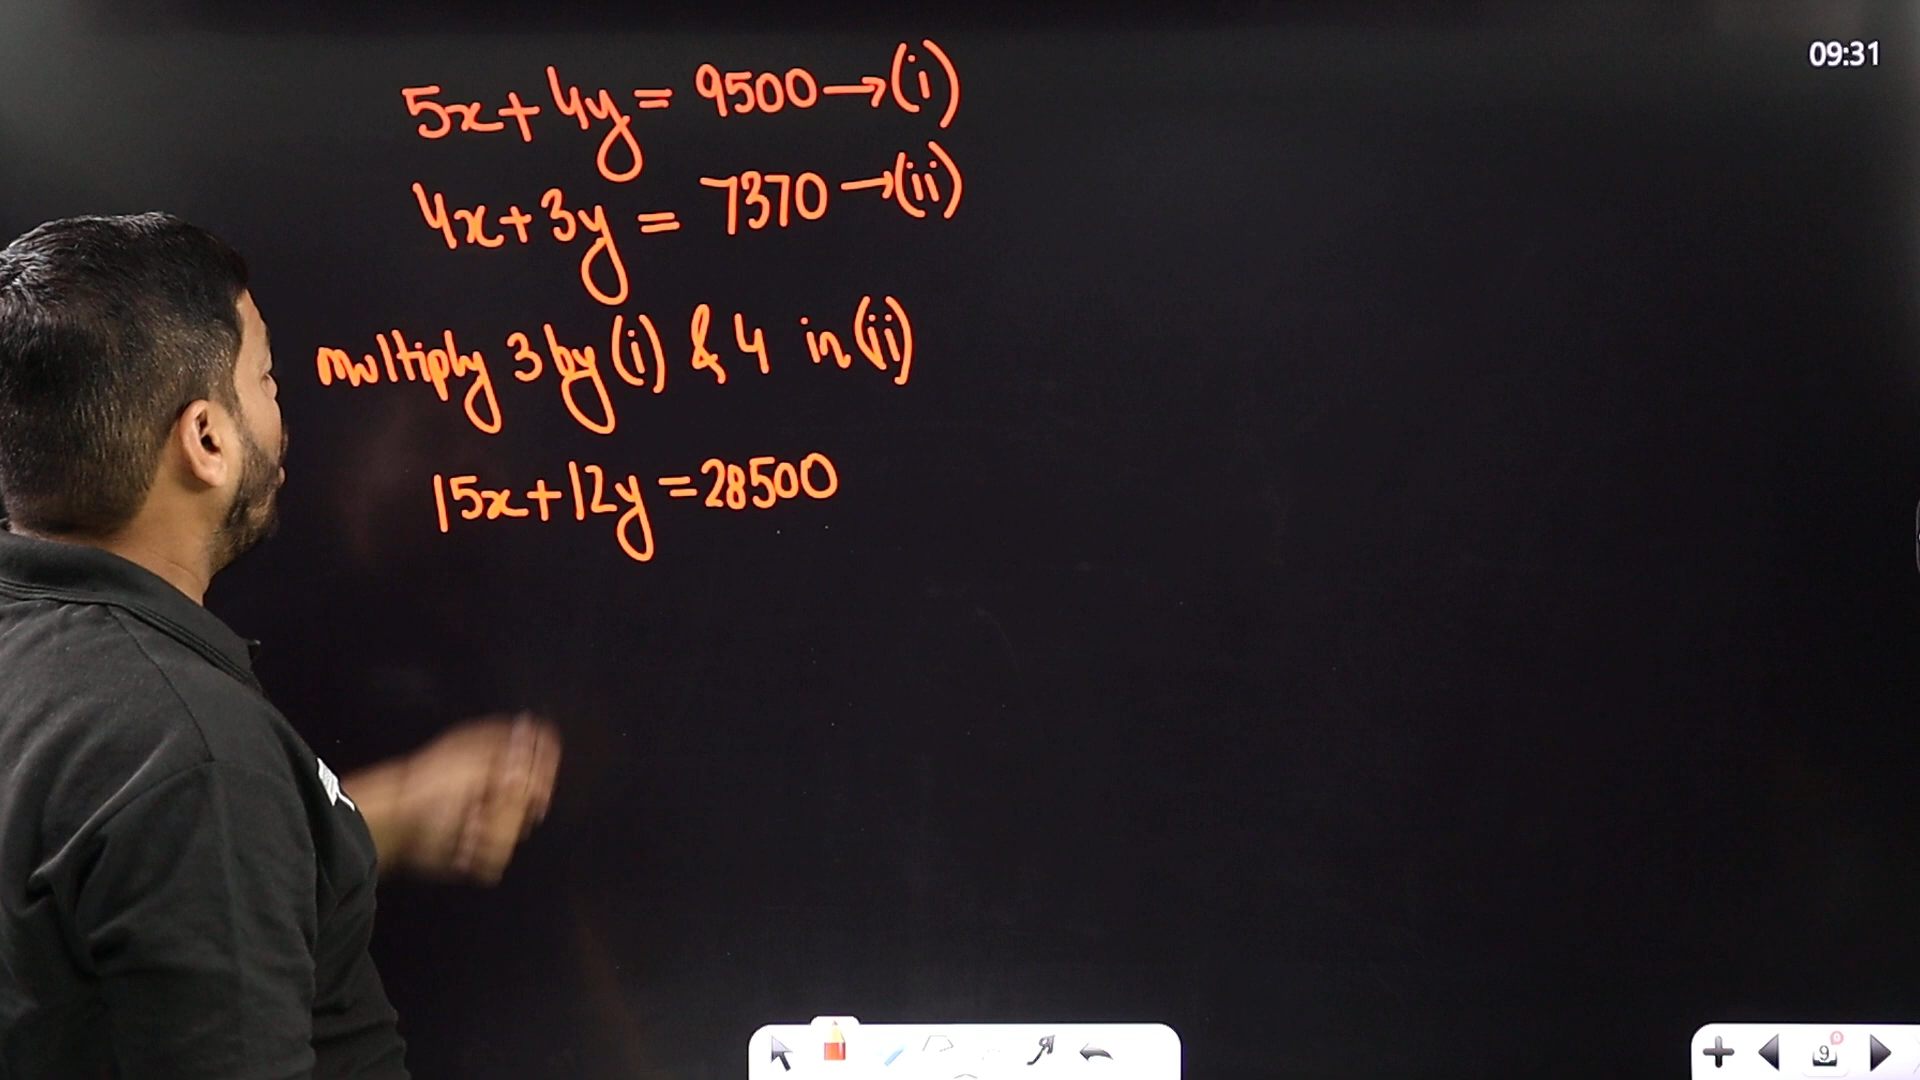 09:31
5x+4y=9500→(i)
4x+3y=7370→(ii)
multiply 3 by (i) & 4 in (ii)
15x+12y=28500
9